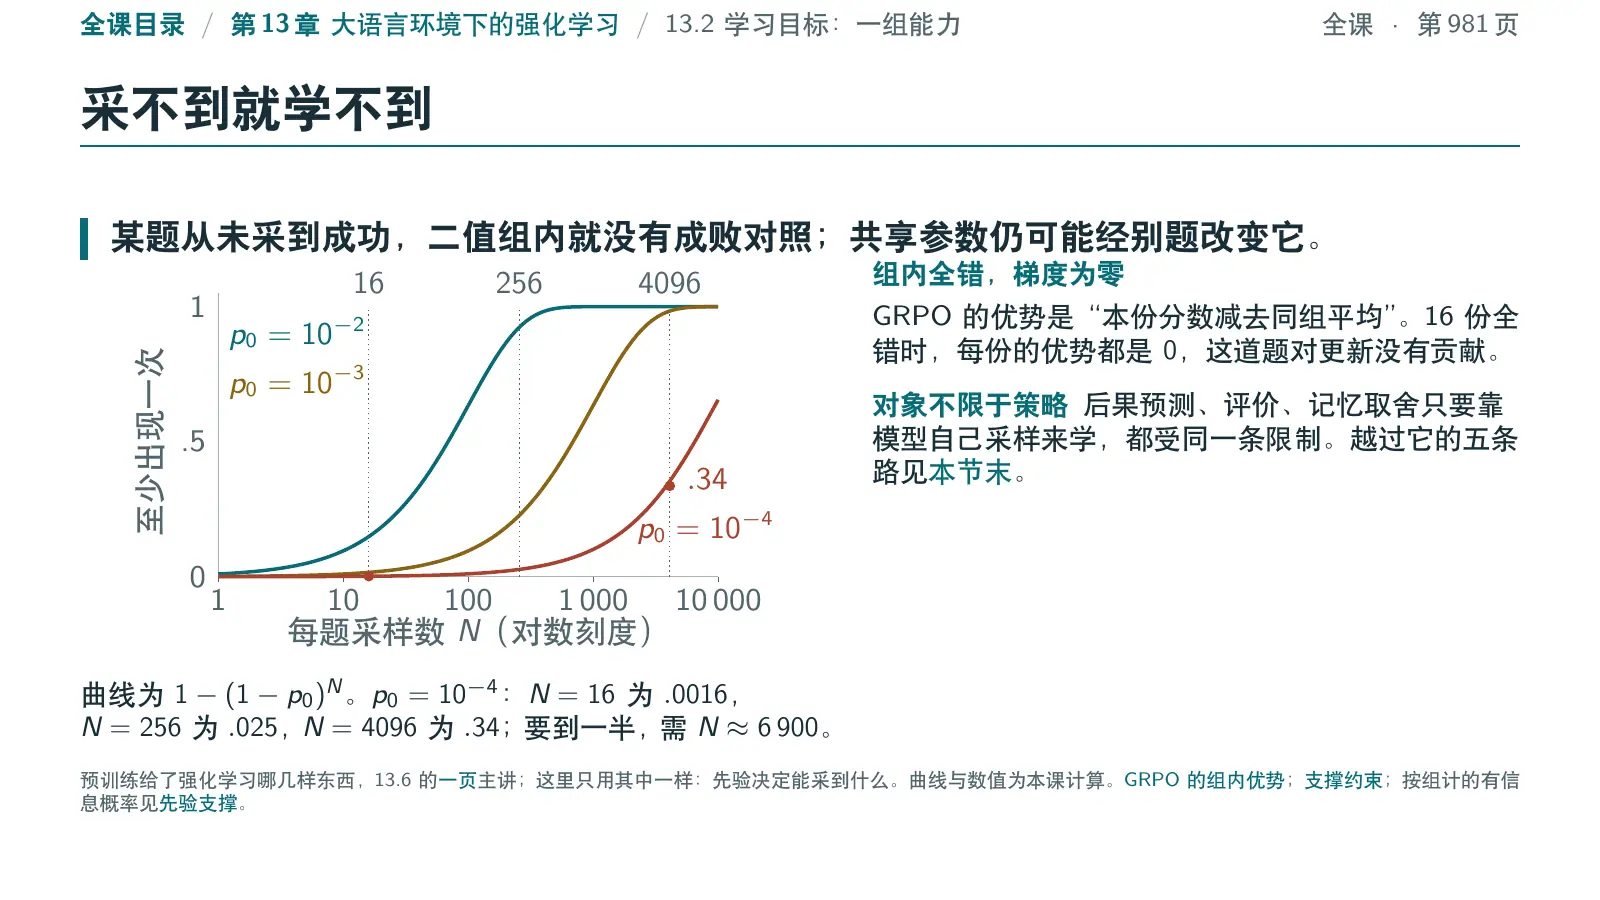 全课目录 / 第 13 章 大语言环境下的强化学习 / 13.2 学习目标：一组能力
全课 · 第 981 页
采不到就学不到
某题从未采到成功，二值组内就没有成败对照；共享参数仍可能经别题改变它。
16 256 4096
1
.5
0
至少出现一次
p₀ = 10⁻²
p₀ = 10⁻³
.34
p₀ = 10⁻⁴
1 10 100 1 000 10 000
每题采样数 N（对数刻度）
曲线为 1 − (1 − p₀)ᴺ。p₀ = 10⁻⁴：N = 16 为 .0016，
N = 256 为 .025，N = 4096 为 .34；要到一半，需 N ≈ 6 900。
组内全错，梯度为零
GRPO 的优势是“本份分数减去同组平均”。16 份全
错时，每份的优势都是 0，这道题对更新没有贡献。
对象不限于策略 后果预测、评价、记忆取舍只要靠
模型自己采样来学，都受同一条限制。越过它的五条
路见本节末。
预训练给了强化学习哪几样东西，13.6 的一页主讲；这里只用其中一样：先验决定能采到什么。曲线与数值为本课计算。GRPO 的组内优势；支撑约束；按组计的有信
息概率见先验支撑。